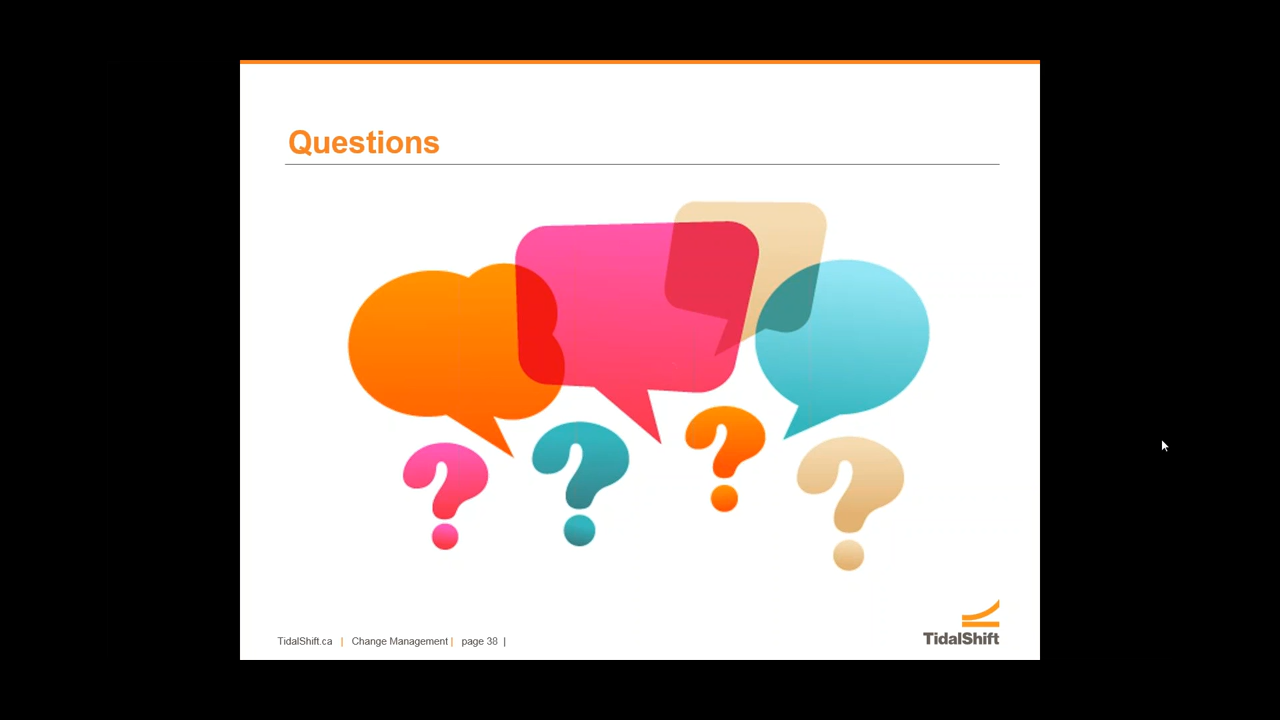 Questions
?
?
?
?
TidalShift.ca | Change Management | page 38 |
TidalShift